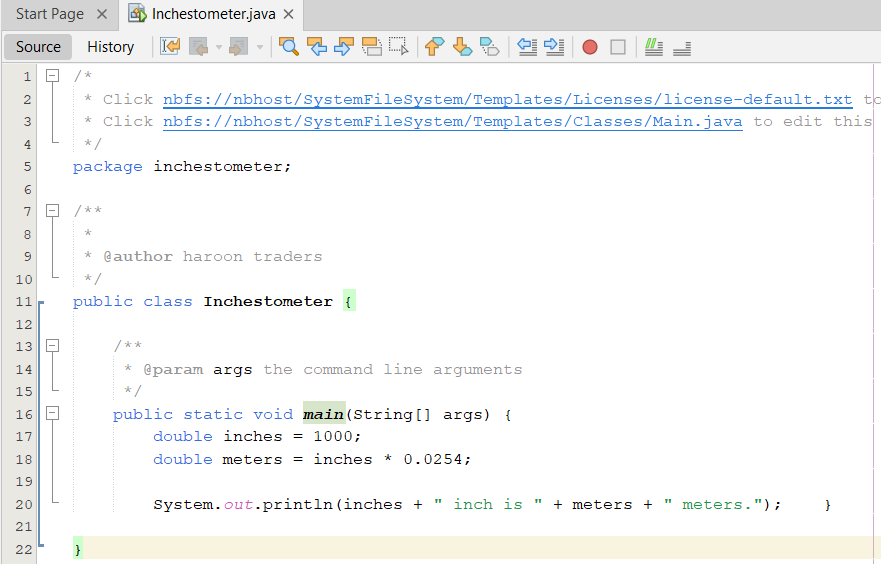 Start Page
Inchestometer.java
Source History
1 /*
2 * Click nbfs://nbhost/SystemFileSystem/Templates/Licenses/license-default.txt to
3 * Click nbfs://nbhost/SystemFileSystem/Templates/Classes/Main.java to edit this
4 */
5 package inchestometer;
6
7 /**
8 *
9 * @author haroon traders
10 */
11 public class Inchestometer {
12
13 /**
14 * @param args the command line arguments
15 */
16 public static void main(String[] args) {
17 double inches = 1000;
18 double meters = inches * 0.0254;
19
20 System.out.println(inches + " inch is " + meters + " meters."); }
21
22 }